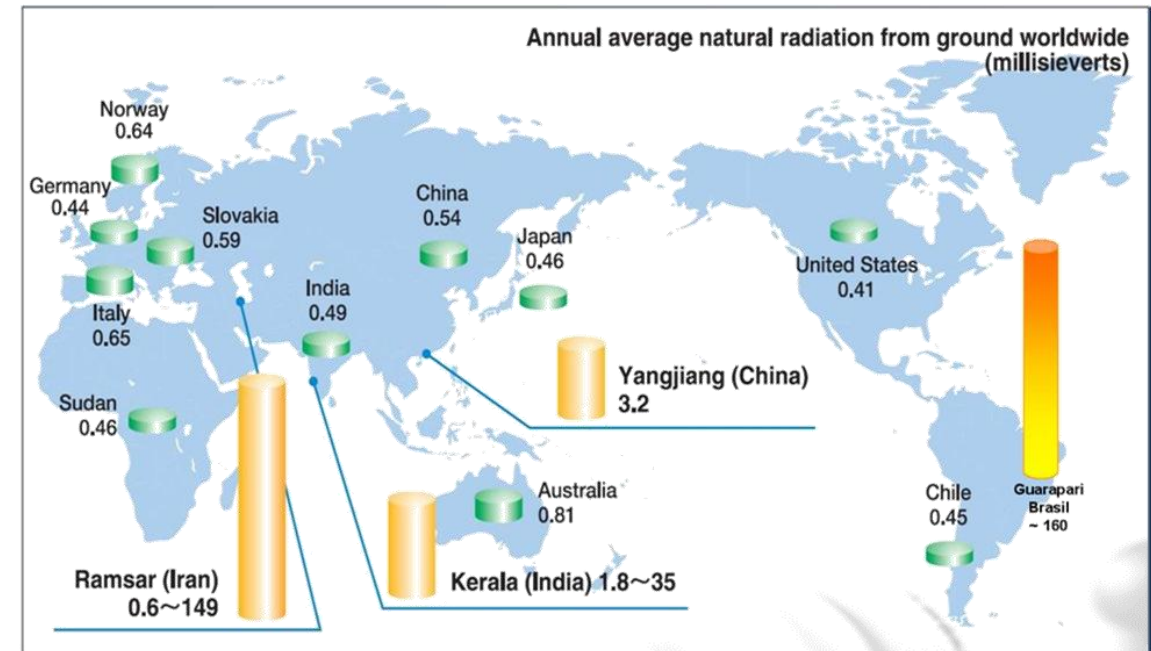 Annual average natural radiation from ground worldwide
(millisieverts)
Norway
0.64
Germany
0.44
Slovakia
0.59
China
0.54
Japan
0.46
United States
0.41
India
0.49
Italy
0.65
Yangjiang (China)
3.2
Sudan
0.46
Australia
0.81
Chile
0.45
Guarapari
Brasil
~ 160
Ramsar (Iran)
0.6~149
Kerala (India) 1.8~35